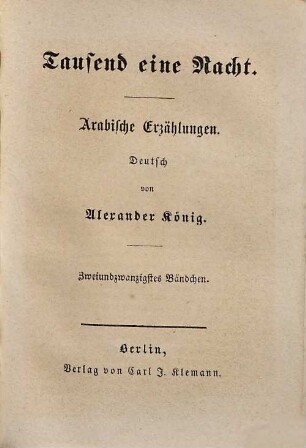 Tausend eine Nacht.
Arabische Erzählungen.
Deutsch
von
Alexander König.
Zweiundzwanzigstes Bändchen.
Berlin,
Verlag von Carl J. Klemann.